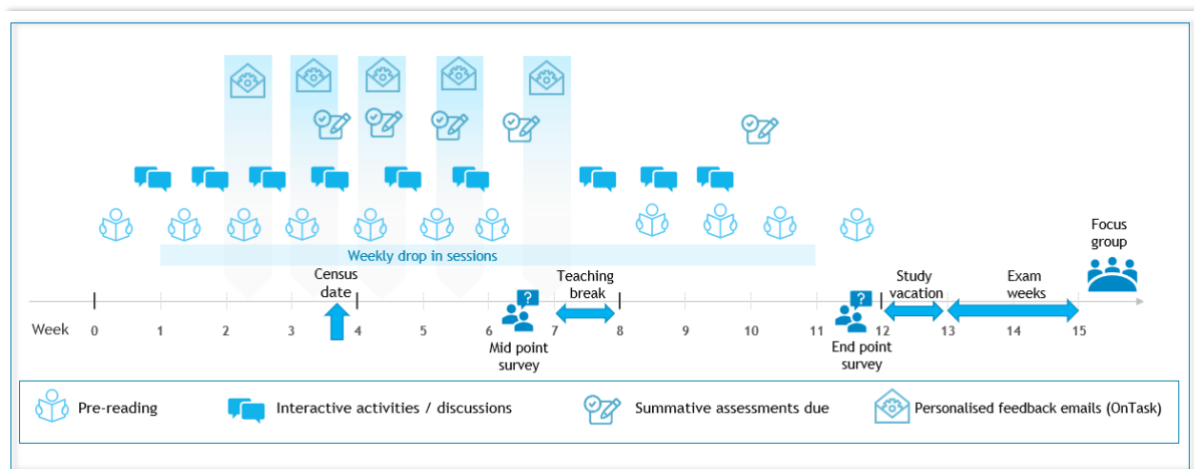 Weekly drop in sessions
Focus
group
Census
date
Teaching
break
Study
vacation
Exam
weeks
Week 0 1 2 3 4 5 6 7 8 9 10 11 12 13 14 15
Mid point
survey
End point
survey
Pre-reading
Interactive activities / discussions
Summative assessments due
Personalised feedback emails (OnTask)